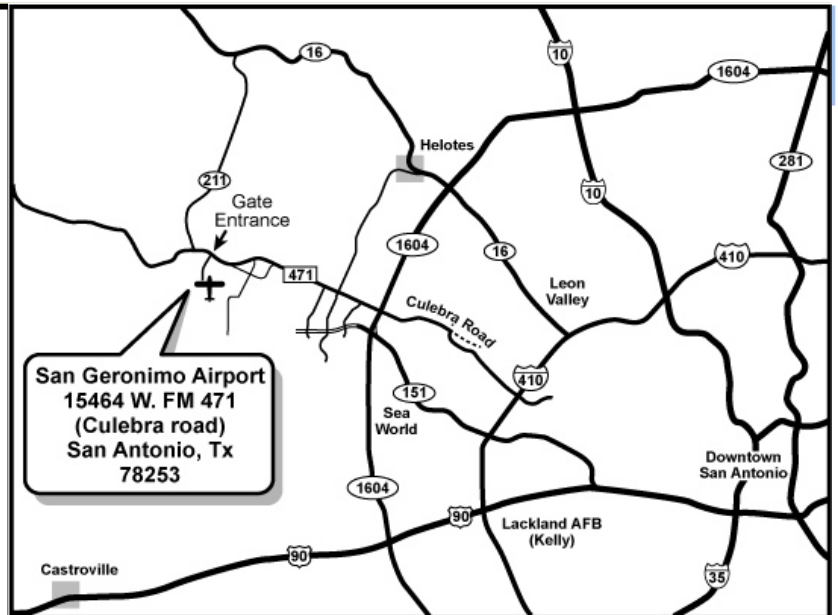 16
10
1604
Helotes
281
211
10
Gate
Entrance
1604
16
410
471
Leon
Valley
Culebra Road
San Geronimo Airport
15464 W. FM 471
(Culebra road)
San Antonio, Tx
78253
410
151
Sea
World
Downtown
San Antonio
1604
90
Lackland AFB
(Kelly)
90
Castroville
35